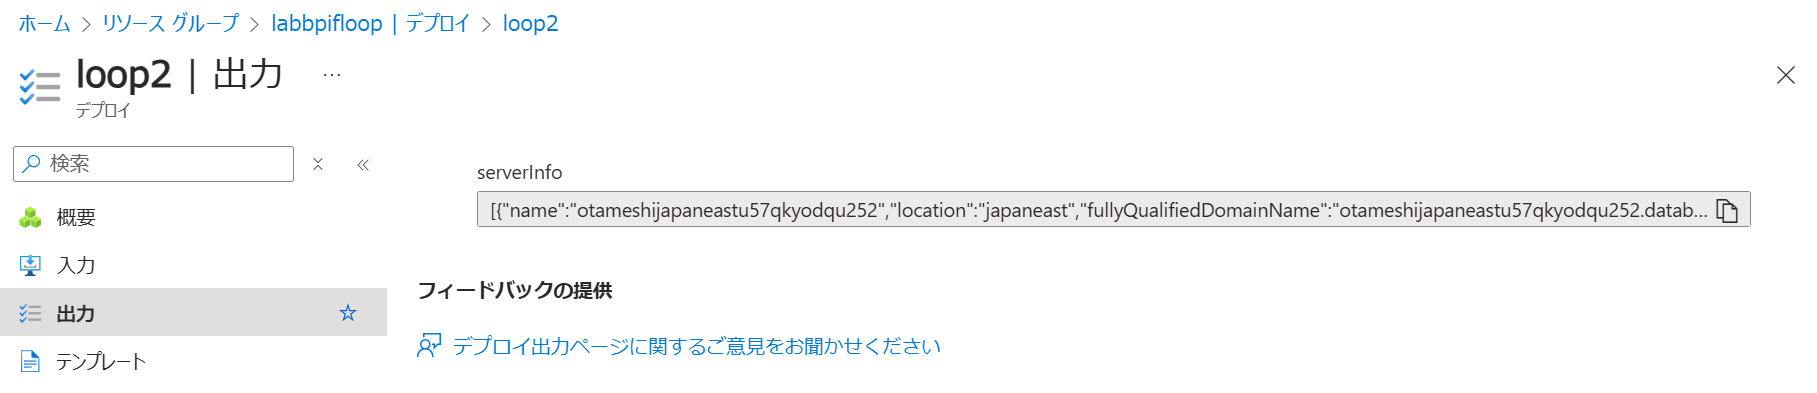 ホーム > リソース グループ > labbpifloop | デプロイ > loop2
loop2 | 出力 ...
デプロイ
検索
概要
入力
出力
テンプレート
serverInfo
[{"name":"otameshijapaneastu57qkyodqu252","location":"japaneast","fullyQualifiedDomainName":"otameshijapaneastu57qkyodqu252.datab...
フィードバックの提供
デプロイ出力ページに関するご意見をお聞かせください